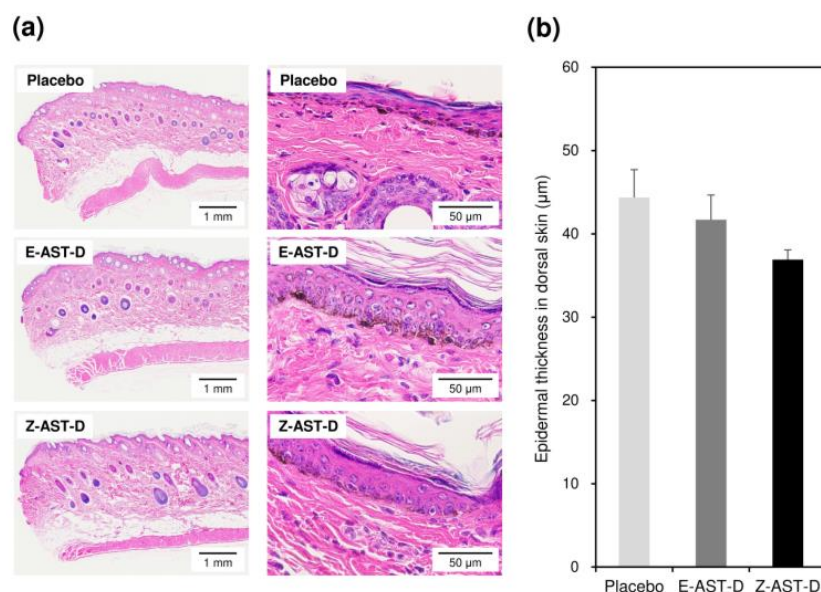 (a)
Placebo
1 mm
Placebo
50 µm
E-AST-D
1 mm
E-AST-D
50 µm
Z-AST-D
1 mm
Z-AST-D
50 µm
(b)
Epidermal thickness in dorsal skin (µm)
60
50
40
30
20
10
0
Placebo E-AST-D Z-AST-D